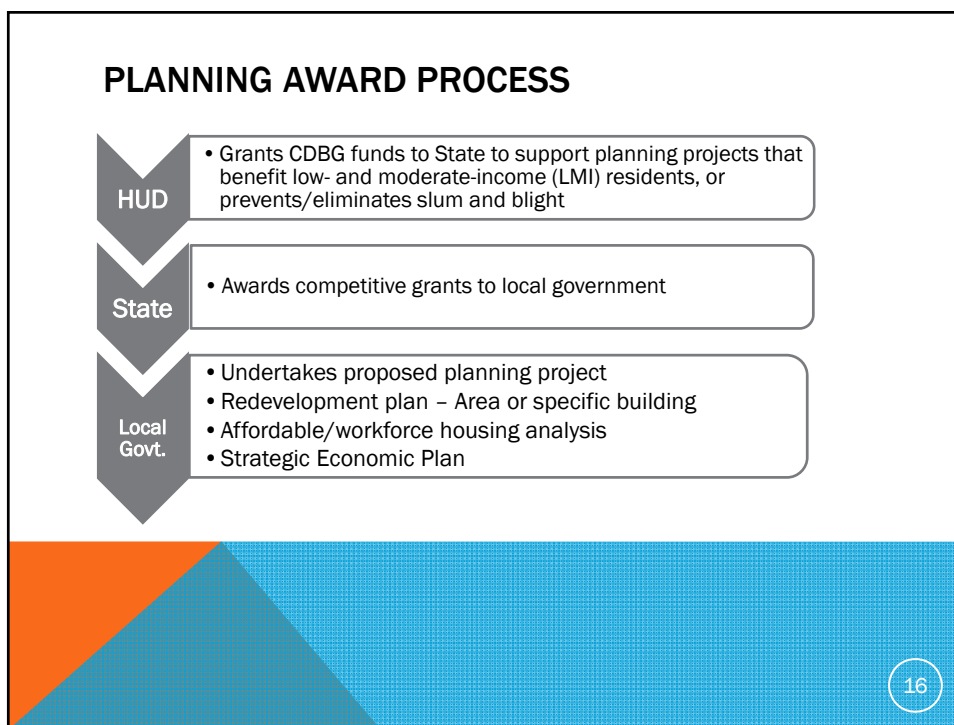 PLANNING AWARD PROCESS
HUD
• Grants CDBG funds to State to support planning projects that
benefit low- and moderate-income (LMI) residents, or
prevents/eliminates slum and blight
State
• Awards competitive grants to local government
Local
Govt.
• Undertakes proposed planning project
• Redevelopment plan – Area or specific building
• Affordable/workforce housing analysis
• Strategic Economic Plan
16